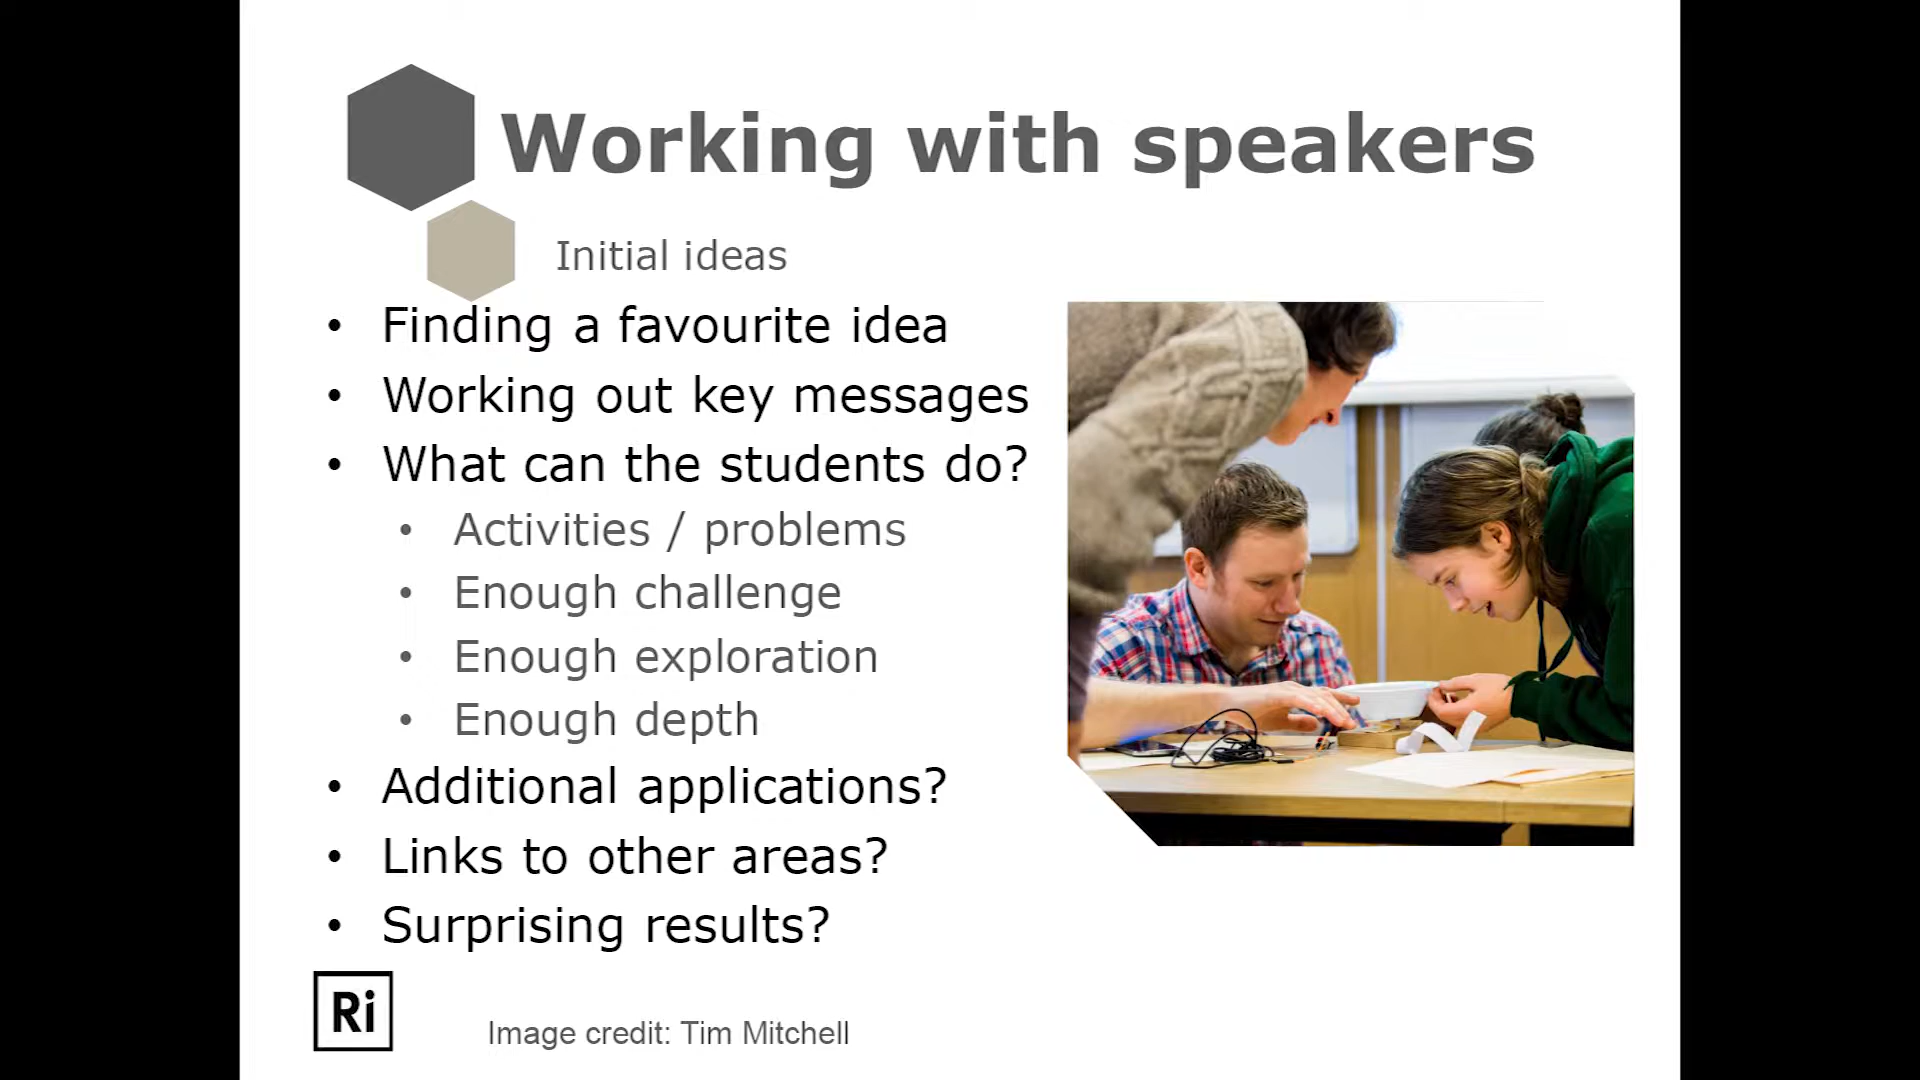 Working with speakers
Initial ideas
• Finding a favourite idea
• Working out key messages
• What can the students do?
• Activities / problems
• Enough challenge
• Enough exploration
• Enough depth
• Additional applications?
• Links to other areas?
• Surprising results?
Ri
Image credit: Tim Mitchell